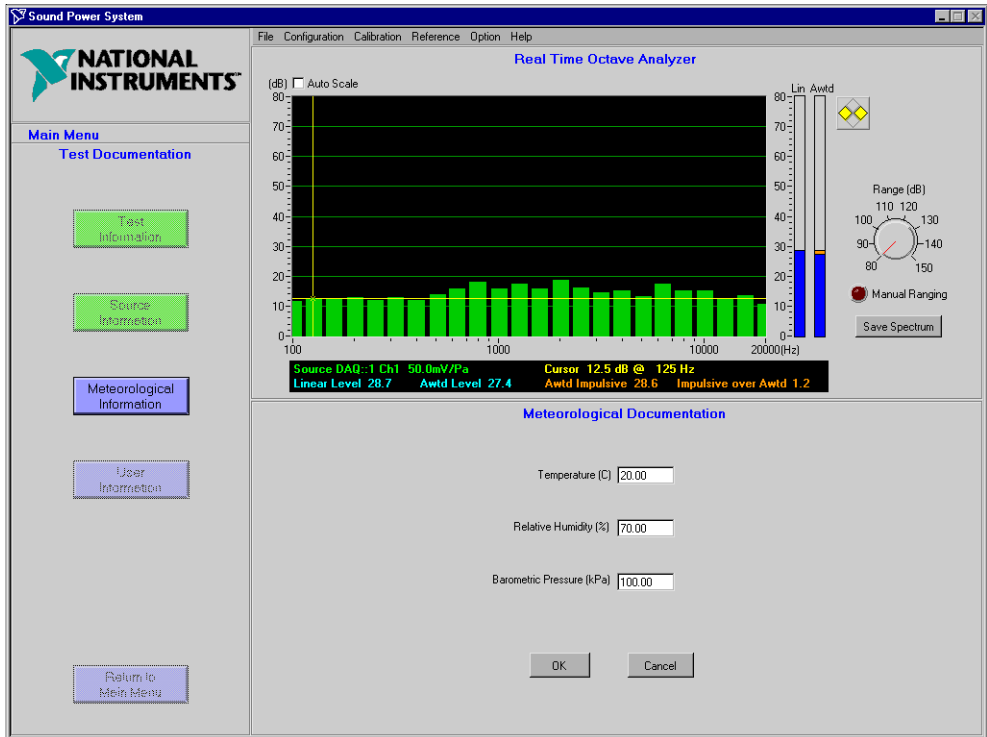 Sound Power System
NATIONAL
INSTRUMENTS™
Main Menu
Test Documentation
Test
Information
Source
Information
Meteorological
Information
User
Information
Return to
Main Menu
File Configuration Calibration Reference Option Help
Real Time Octave Analyzer
(dB) Auto Scale
80
70
60
50
40
30
20
10
0
100 1000 10000 20000(Hz)
Lin Awtd
80
70
60
50
40
30
20
10
0
Range (dB)
110 120
100 130
90 140
80 150
Manual Ranging
Save Spectrum
Source DAQ::1 Ch1 50.0mV/Pa Cursor 12.5 dB @ 125 Hz
Linear Level 28.7 Awtd Level 27.4 Awtd Impulsive 28.6 Impulsive over Awtd 1.2
Meteorological Documentation
Temperature (C) 20.00
Relative Humidity (%) 70.00
Barometric Pressure (kPa) 100.00
OK Cancel